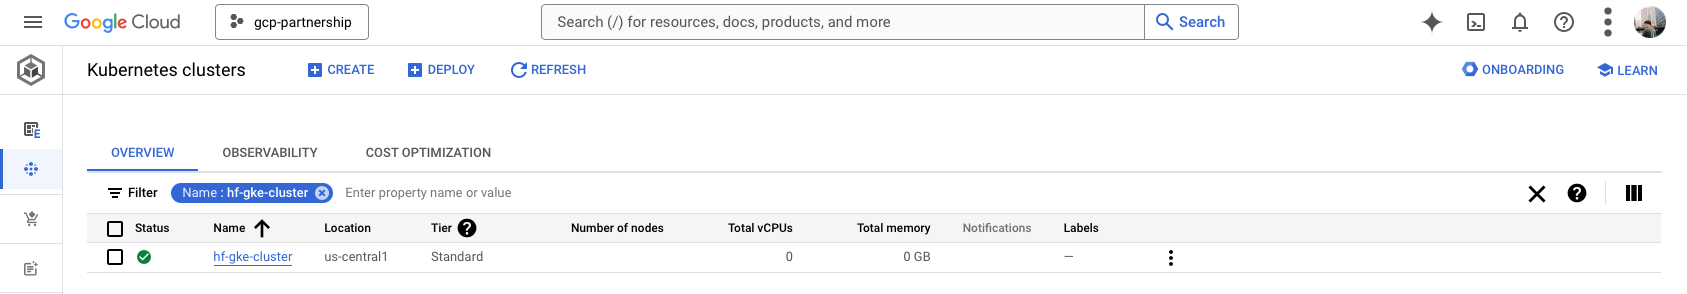 Google Cloud gcp-partnership Search (/) for resources, docs, products, and more Search
Kubernetes clusters CREATE DEPLOY REFRESH ONBOARDING LEARN
OVERVIEW OBSERVABILITY COST OPTIMIZATION
Filter Name : hf-gke-cluster Enter property name or value
Status Name Location Tier Number of nodes Total vCPUs Total memory Notifications Labels
hf-gke-cluster us-central1 Standard 0 0 GB —